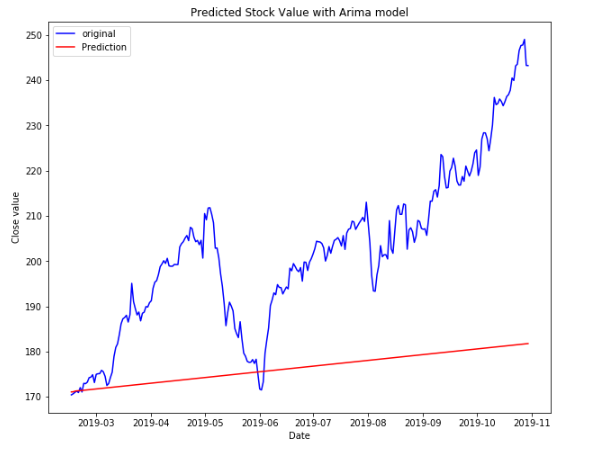 Predicted Stock Value with Arima model
original
Prediction
250
240
230
220
210
200
190
180
170
Close value
2019-03 2019-04 2019-05 2019-06 2019-07 2019-08 2019-09 2019-10 2019-11
Date